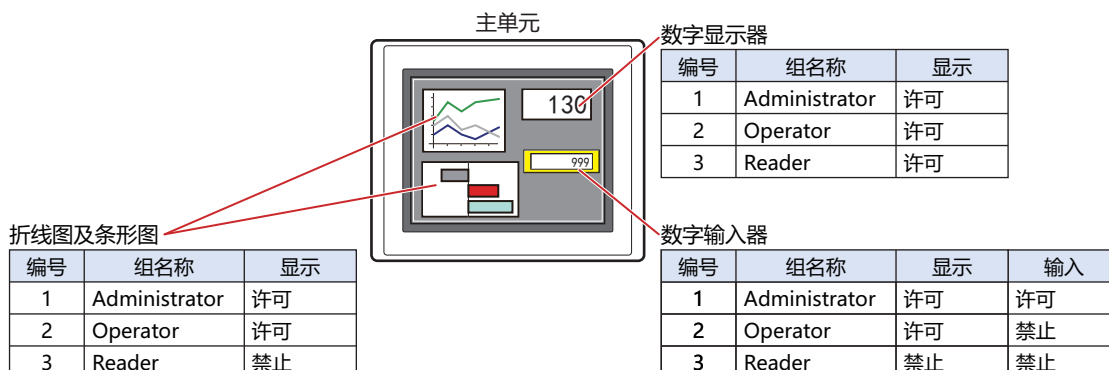 主单元
数字显示器
编号 组名称 显示
1 Administrator 许可
2 Operator 许可
3 Reader 许可
130
999
折线图及条形图
编号 组名称 显示
1 Administrator 许可
2 Operator 许可
3 Reader 禁止
数字输入器
编号 组名称 显示 输入
1 Administrator 许可 许可
2 Operator 许可 禁止
3 Reader 禁止 禁止